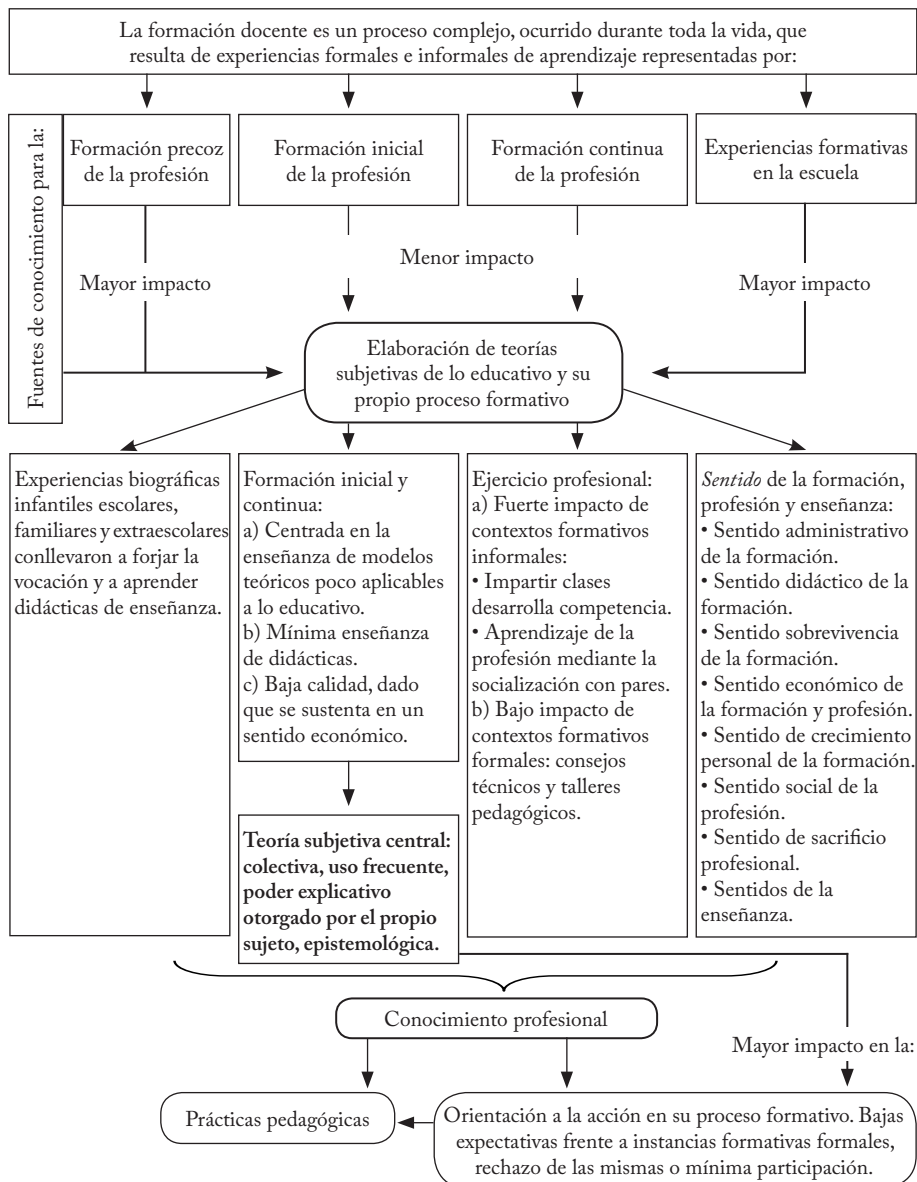 La formación docente es un proceso complejo, ocurrido durante toda la vida, que
resulta de experiencias formales e informales de aprendizaje representadas por:
Fuentes de conocimiento para la:
Formación precoz
de la profesión
Formación inicial
de la profesión
Formación continua
de la profesión
Experiencias formativas
en la escuela
Mayor impacto
Menor impacto
Mayor impacto
Elaboración de teorías
subjetivas de lo educativo y su
propio proceso formativo
Experiencias biográficas
infantiles escolares,
familiares y extraescolares
conllevaron a forjar la
vocación y a aprender
didácticas de enseñanza.
Formación inicial y
continua:
a) Centrada en la
enseñanza de modelos
teóricos poco aplicables
a lo educativo.
b) Mínima enseñanza
de didácticas.
c) Baja calidad, dado
que se sustenta en un
sentido económico.
Ejercicio profesional:
a) Fuerte impacto de
contextos formativos
informales:
• Impartir clases
desarrolla competencia.
• Aprendizaje de la
profesión mediante la
socialización con pares.
b) Bajo impacto de
contextos formativos
formales: consejos
técnicos y talleres
pedagógicos.
Sentido de la formación,
profesión y enseñanza:
• Sentido administrativo
de la formación.
• Sentido didáctico de la
formación.
• Sentido sobrevivencia
de la formación.
• Sentido económico de
la formación y profesión.
• Sentido de crecimiento
personal de la formación.
• Sentido social de la
profesión.
• Sentido de sacrificio
profesional.
• Sentidos de la
enseñanza.
Teoría subjetiva central:
colectiva, uso frecuente,
poder explicativo
otorgado por el propio
sujeto, epistemológica.
Conocimiento profesional
Mayor impacto en la:
Prácticas pedagógicas
Orientación a la acción en su proceso formativo. Bajas
expectativas frente a instancias formativas formales,
rechazo de las mismas o mínima participación.